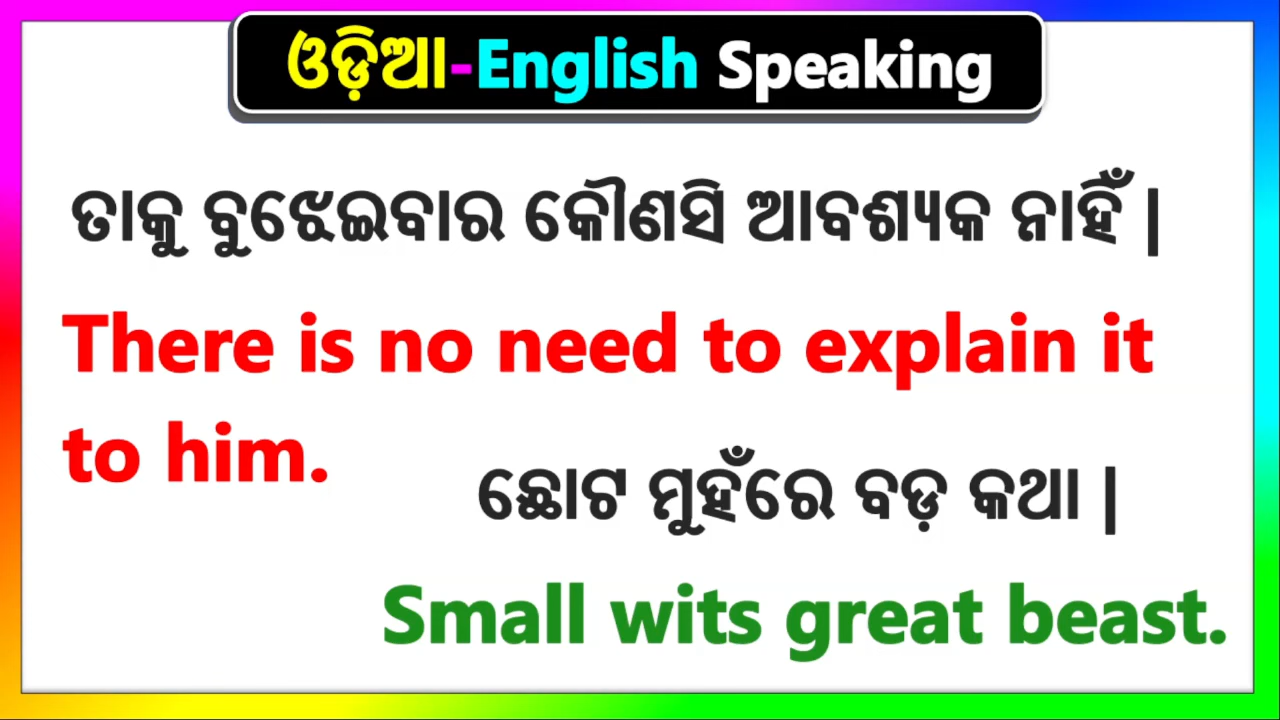 ଓଡ଼ିଆ-English Speaking
ତାକୁ ବୁଝେଇବାର କୌଣସି ଆବଶ୍ୟକ ନାହିଁ |
There is no need to explain it
to him.
ଛୋଟ ମୁହଁରେ ବଡ଼ କଥା |
Small wits great beast.